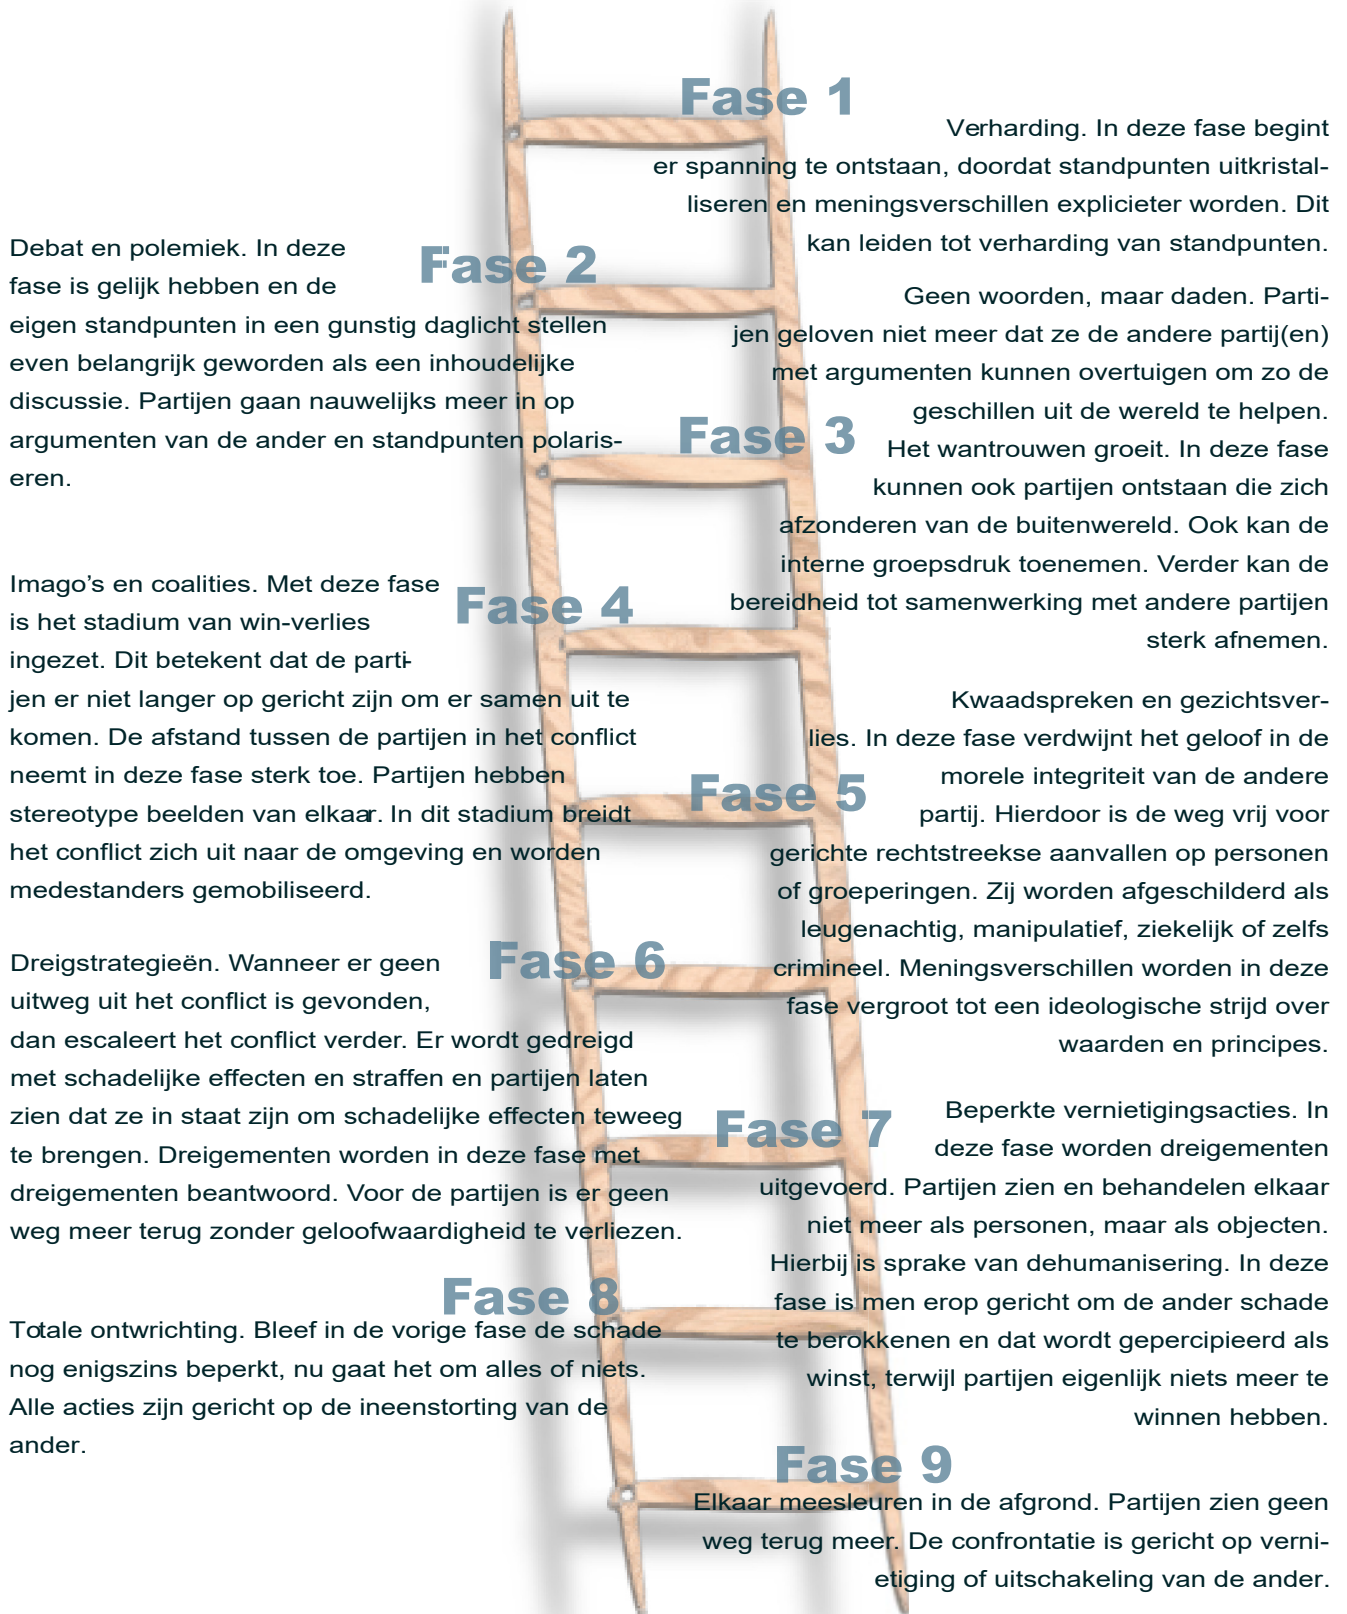 Fase 1
Verharding. In deze fase begint
er spanning te ontstaan, doordat standpunten uitkristal-
liseren en meningsverschillen explicieter worden. Dit
kan leiden tot verharding van standpunten.
Fase 2
Debat en polemiek. In deze
fase is gelijk hebben en de
eigen standpunten in een gunstig daglicht stellen
even belangrijk geworden als een inhoudelijke
discussie. Partijen gaan nauwelijks meer in op
argumenten van de ander en standpunten polaris-
eren.
Fase 3
Geen woorden, maar daden. Parti-
jen geloven niet meer dat ze de andere partij(en)
met argumenten kunnen overtuigen om zo de
geschillen uit de wereld te helpen.
Het wantrouwen groeit. In deze fase
kunnen ook partijen ontstaan die zich
afzonderen van de buitenwereld. Ook kan de
interne groepsdruk toenemen. Verder kan de
bereidheid tot samenwerking met andere partijen
sterk afnemen.
Fase 4
Imago’s en coalities. Met deze fase
is het stadium van win-verlies
ingezet. Dit betekent dat de parti-
jen er niet langer op gericht zijn om er samen uit te
komen. De afstand tussen de partijen in het conflict
neemt in deze fase sterk toe. Partijen hebben
stereotype beelden van elkaar. In dit stadium breidt
het conflict zich uit naar de omgeving en worden
medestanders gemobiliseerd.
Fase 5
Kwaadspreken en gezichtsver-
lies. In deze fase verdwijnt het geloof in de
morele integriteit van de andere
partij. Hierdoor is de weg vrij voor
gerichte rechtstreekse aanvallen op personen
of groeperingen. Zij worden afgeschilderd als
leugenachtig, manipulatief, ziekelijk of zelfs
crimineel. Meningsverschillen worden in deze
fase vergroot tot een ideologische strijd over
waarden en principes.
Fase 6
Dreigstrategieën. Wanneer er geen
uitweg uit het conflict is gevonden,
dan escaleert het conflict verder. Er wordt gedreigd
met schadelijke effecten en straffen en partijen laten
zien dat ze in staat zijn om schadelijke effecten teweeg
te brengen. Dreigementen worden in deze fase met
dreigementen beantwoord. Voor de partijen is er geen
weg meer terug zonder geloofwaardigheid te verliezen.
Fase 7
Beperkte vernietigingsacties. In
deze fase worden dreigementen
uitgevoerd. Partijen zien en behandelen elkaar
niet meer als personen, maar als objecten.
Hierbij is sprake van dehumanisering. In deze
fase is men erop gericht om de ander schade
te berokkenen en dat wordt gepercipieerd als
winst, terwijl partijen eigenlijk niets meer te
winnen hebben.
Fase 8
Totale ontwrichting. Bleef in de vorige fase de schade
nog enigszins beperkt, nu gaat het om alles of niets.
Alle acties zijn gericht op de ineenstorting van de
ander.
Fase 9
Elkaar meesleuren in de afgrond. Partijen zien geen
weg terug meer. De confrontatie is gericht op verni-
etiging of uitschakeling van de ander.